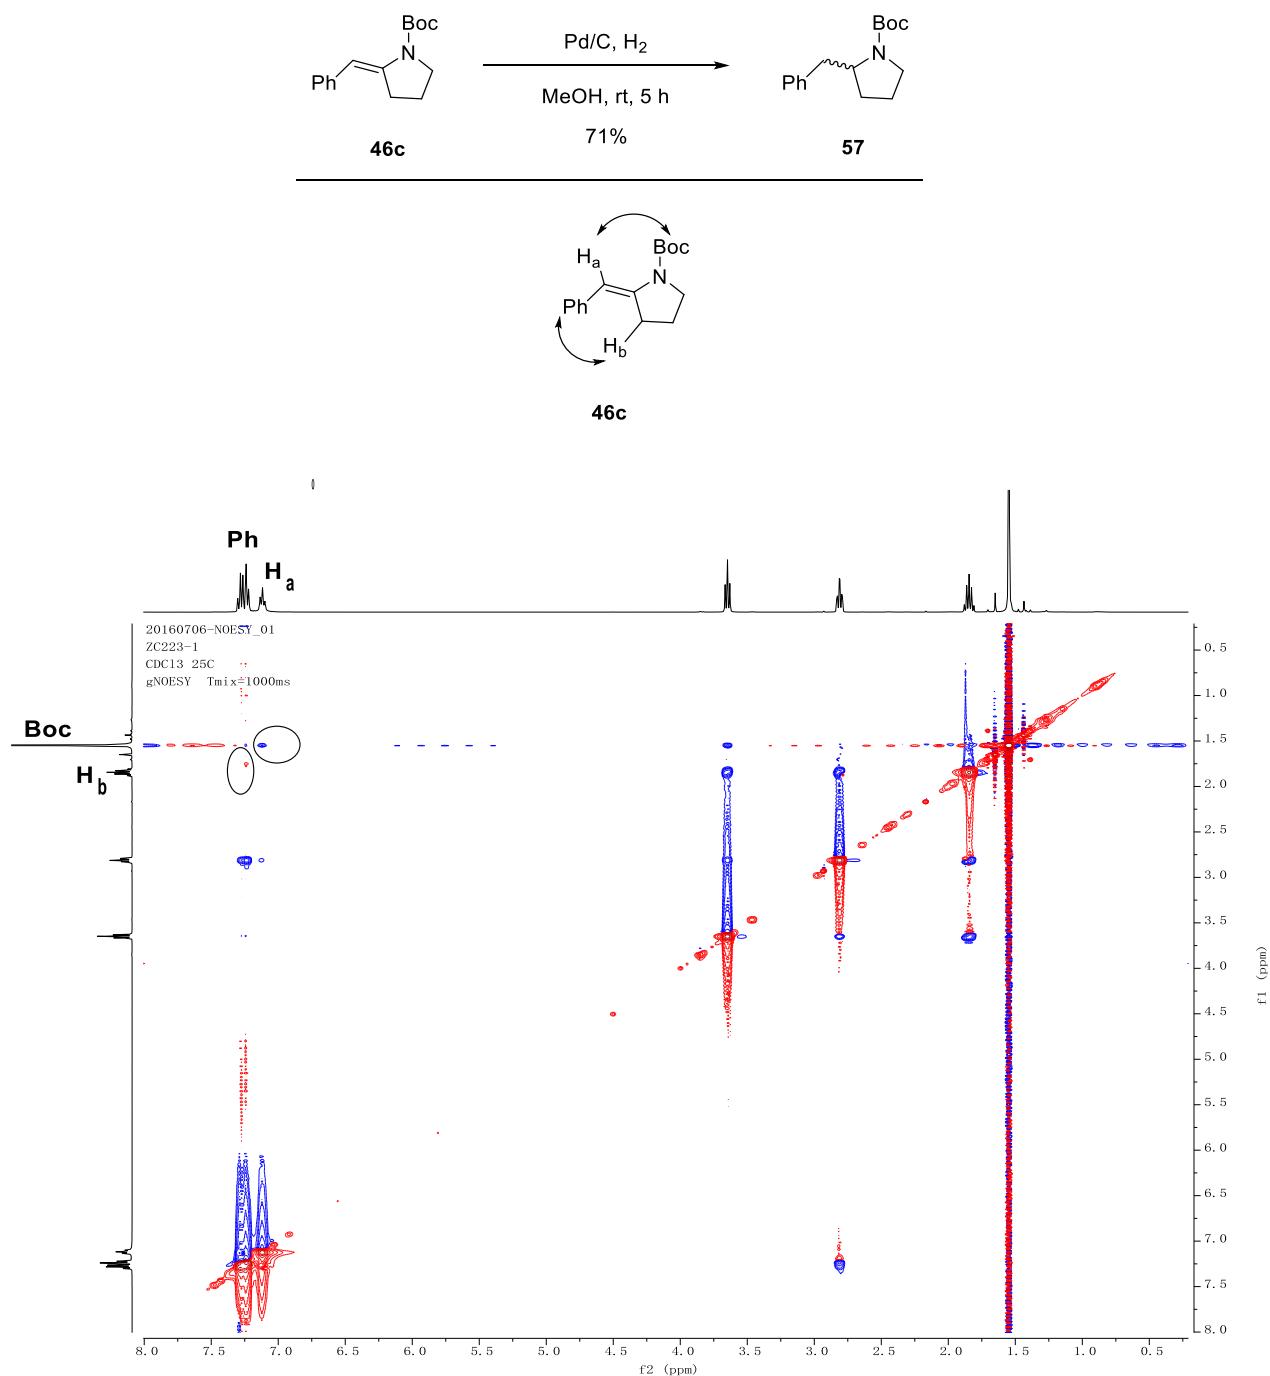 Boc
N
Ph
46c
Pd/C, H2
MeOH, rt, 5 h
71%
Boc
N
Ph
57
Ha
Boc
N
Ph
Hb
46c
Ph
Ha
20160706-NOESY_01
ZC223-1
CDCl3 25C
gNOESY Tmix=1000ms
Boc
Hb
0.5
1.0
1.5
2.0
2.5
3.0
3.5
4.0
4.5
5.0
5.5
6.0
6.5
7.0
7.5
8.0
f1 (ppm)
8.0 7.5 7.0 6.5 6.0 5.5 5.0 4.5 4.0 3.5 3.0 2.5 2.0 1.5 1.0 0.5
f2 (ppm)